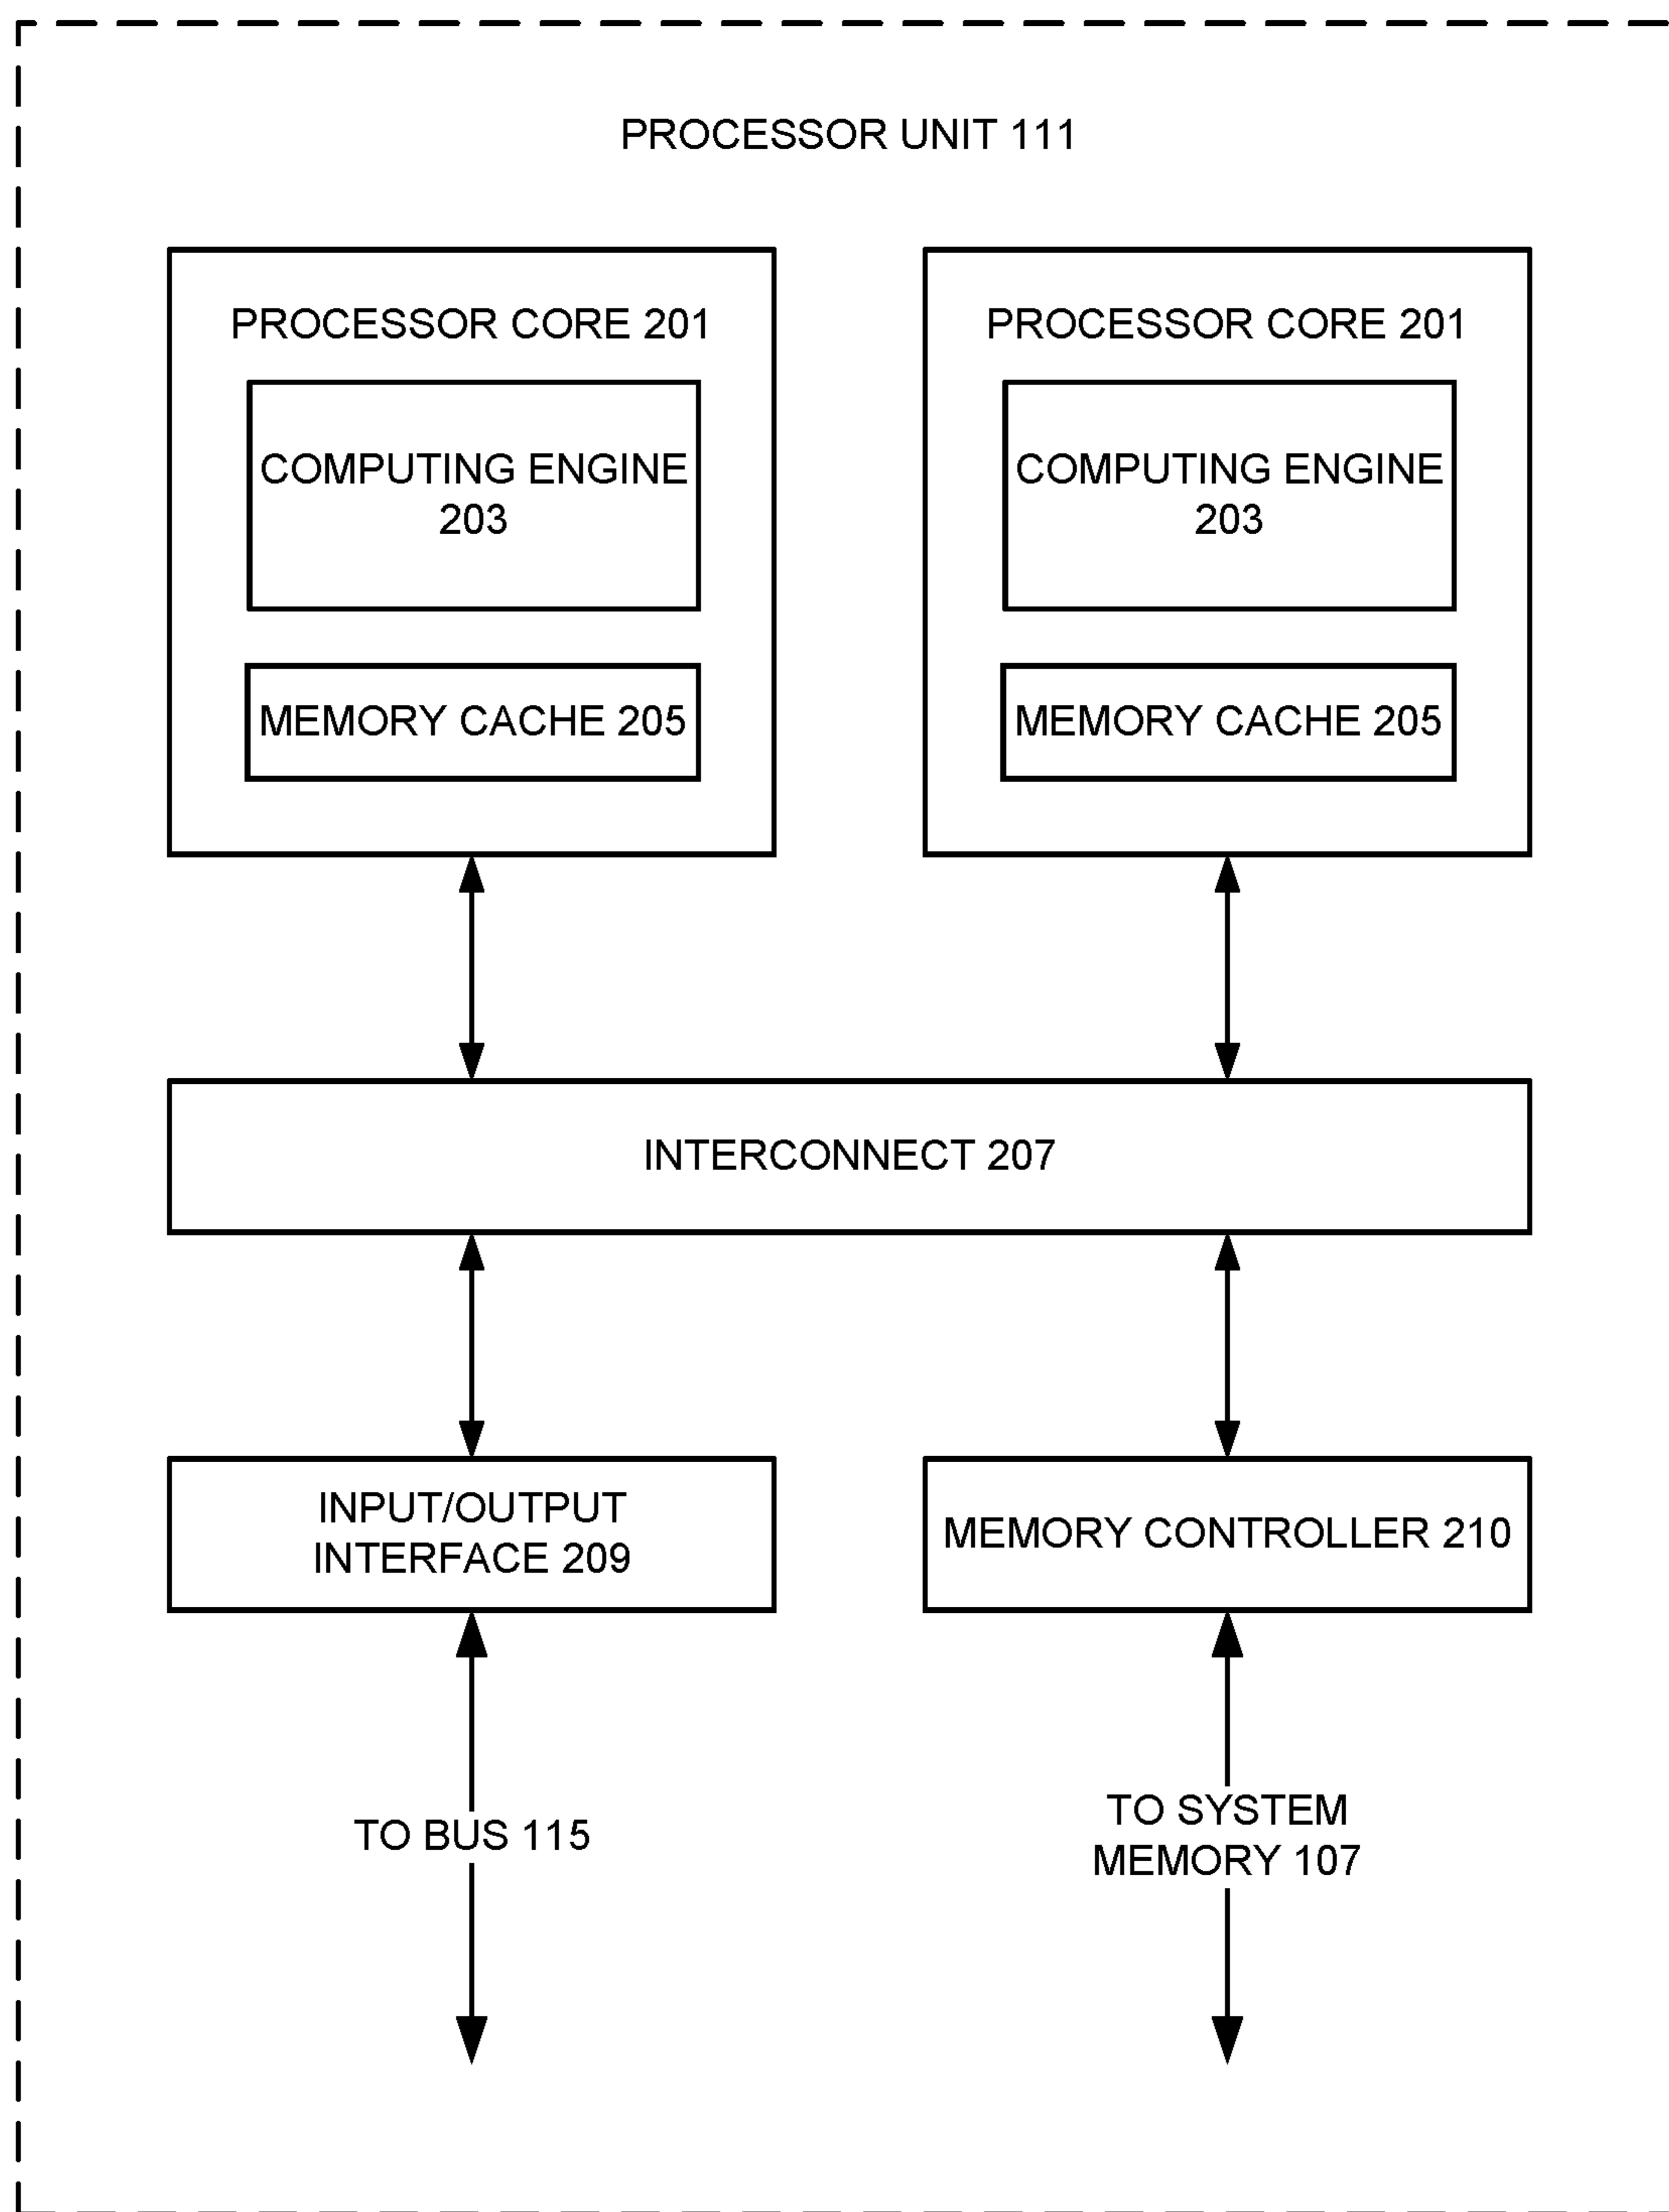 PROCESSOR UNIT 111
PROCESSOR CORE 201
COMPUTING ENGINE
203
MEMORY CACHE 205
PROCESSOR CORE 201
COMPUTING ENGINE
203
MEMORY CACHE 205
INTERCONNECT 207
INPUT/OUTPUT
INTERFACE 209
MEMORY CONTROLLER 210
TO BUS 115
TO SYSTEM
MEMORY 107